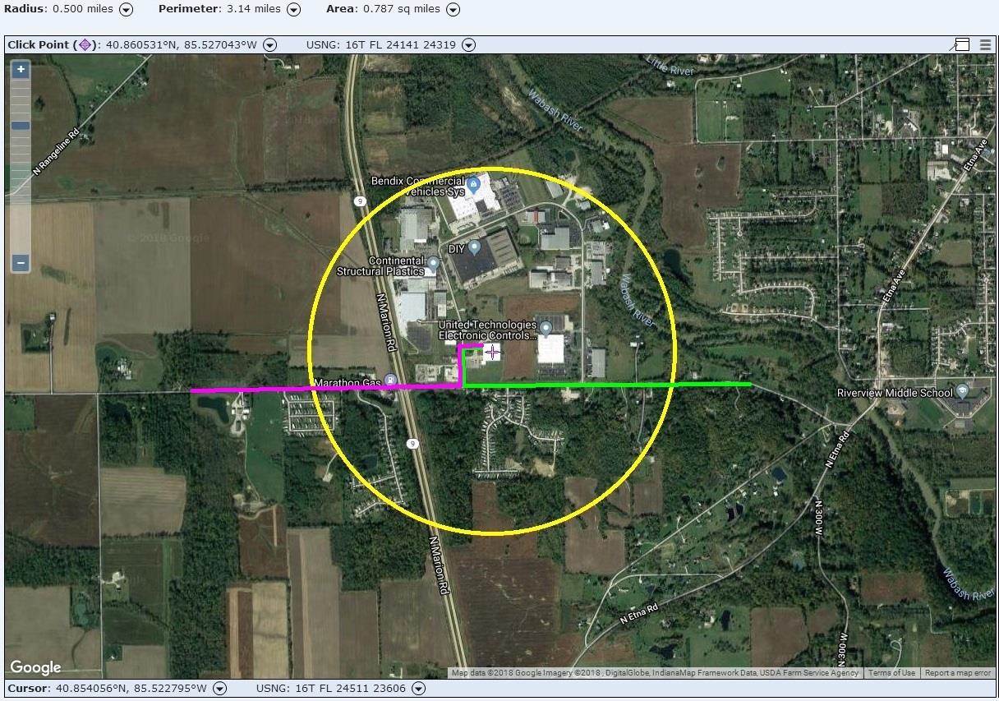 Radius: 0.500 miles Perimeter: 3.14 miles Area: 0.787 sq miles
Click Point ( ): 40.860531°N, 85.527043°W USNG: 16T FL 24141 24319
+
Little River
Wabash River
N Rangeline Rd
Etna Ave
Bendix Commercial
Vehicles Sys
9
© 2018 Google
DIY
Continental
Structural Plastics
Etna Ave
Wabash River
N Marion Rd
United Technologies
Electronic Controls...
Marathon Gas
Riverview Middle School
9
N Etna Rd
N 300 W
N Marion Rd
Wabash River
N Etna Rd
N 300 W
Google
Map data ©2018 Google Imagery ©2018 , DigitalGlobe, IndianaMap Framework Data, USDA Farm Service Agency Terms of Use Report a map error
Cursor: 40.854056°N, 85.522795°W USNG: 16T FL 24511 23606